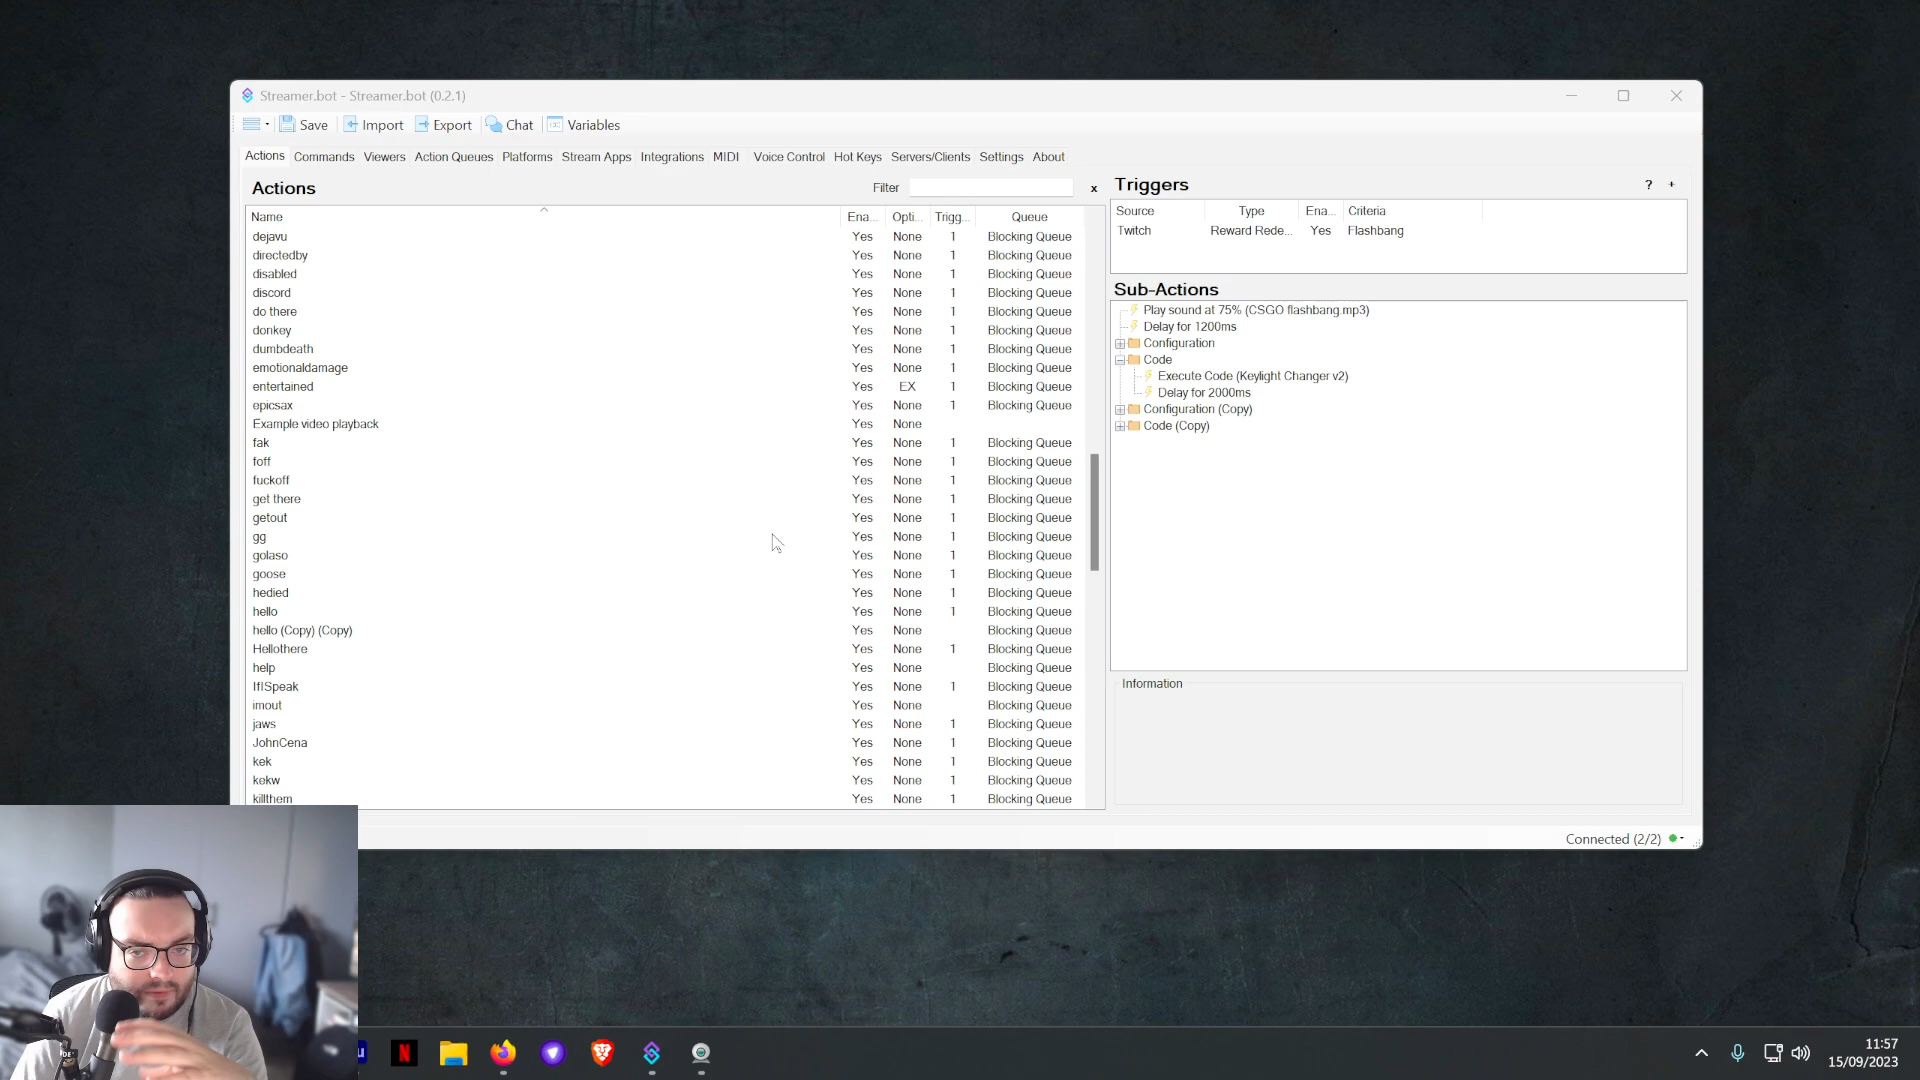 Streamer.bot - Streamer.bot (0.2.1)
Save Import Export Chat Variables
Actions Commands Viewers Action Queues Platforms Stream Apps Integrations MIDI Voice Control Hot Keys Servers/Clients Settings About
Actions Filter x
Name Ena... Opti... Trigg... Queue
dejavu Yes None 1 Blocking Queue
directedby Yes None 1 Blocking Queue
disabled Yes None 1 Blocking Queue
discord Yes None 1 Blocking Queue
do there Yes None 1 Blocking Queue
donkey Yes None 1 Blocking Queue
dumbdeath Yes None 1 Blocking Queue
emotionaldamage Yes None 1 Blocking Queue
entertained Yes EX 1 Blocking Queue
epicsax Yes None 1 Blocking Queue
Example video playback Yes None
fak Yes None 1 Blocking Queue
foff Yes None 1 Blocking Queue
fuckoff Yes None 1 Blocking Queue
get there Yes None 1 Blocking Queue
getout Yes None 1 Blocking Queue
gg Yes None 1 Blocking Queue
golaso Yes None 1 Blocking Queue
goose Yes None 1 Blocking Queue
hedied Yes None 1 Blocking Queue
hello Yes None 1 Blocking Queue
hello (Copy) (Copy) Yes None Blocking Queue
Hellothere Yes None 1 Blocking Queue
help Yes None Blocking Queue
IfISpeak Yes None 1 Blocking Queue
imout Yes None Blocking Queue
jaws Yes None 1 Blocking Queue
JohnCena Yes None 1 Blocking Queue
kek Yes None 1 Blocking Queue
kekw Yes None 1 Blocking Queue
killthem Yes None 1 Blocking Queue
Triggers ? +
Source Type Ena... Criteria
Twitch Reward Rede... Yes Flashbang
Sub-Actions
Play sound at 75% (CSGO flashbang.mp3)
Delay for 1200ms
Configuration
Code
Execute Code (Keylight Changer v2)
Delay for 2000ms
Configuration (Copy)
Code (Copy)
Information
Connected (2/2)
11:57
15/09/2023